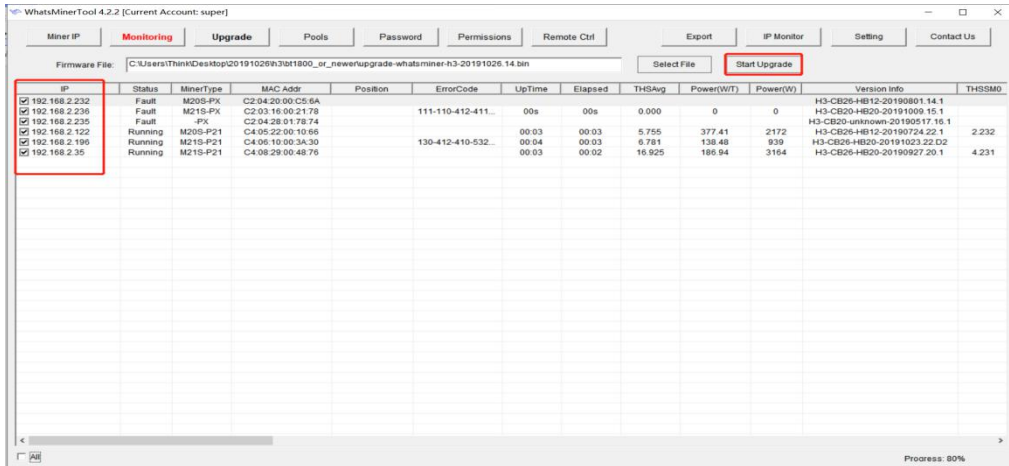 WhatsMinerTool 4.2.2 [Current Account: super]
Miner IP Monitoring Upgrade Pools Password Permissions Remote Ctrl Export IP Monitor Setting Contact Us
Firmware File: C:\Users\Think\Desktop\20191026\h3\bt1800_or_newer\upgrade-whatsminer-h3-20191026.14.bin Select File Start Upgrade
IP Status MinerType MAC Addr Position ErrorCode UpTime Elapsed THSAvg Power(W/T) Power(W) Version Info THSSM0
192.168.2.232 Fault M20S-PX C2:04:20:00:C5:6A H3-CB26-HB12-20190801.14.1
192.168.2.236 Fault M21S-PX C2:03:16:00:21:78 111-110-412-411... 00s 00s 0.000 0 0 H3-CB26-HB20-20191009.15.1
192.168.2.235 Fault -PX C2:04:28:01:78:74 H3-CB20-unknown-20190517.16.1
192.168.2.122 Running M20S-P21 C4:05:22:00:10:66 00:03 00:03 5.755 377.41 2172 H3-CB26-HB12-20190724.22.1 2.232
192.168.2.196 Running M21S-P21 C4:06:10:00:3A:30 130-412-410-532... 00:04 00:03 6.781 138.48 939 H3-CB26-HB20-20191023.22.D2
192.168.2.35 Running M21S-P21 C4:08:29:00:48:76 00:03 00:02 16.925 186.94 3164 H3-CB26-HB20-20190927.20.1 4.231
All Progress: 80%